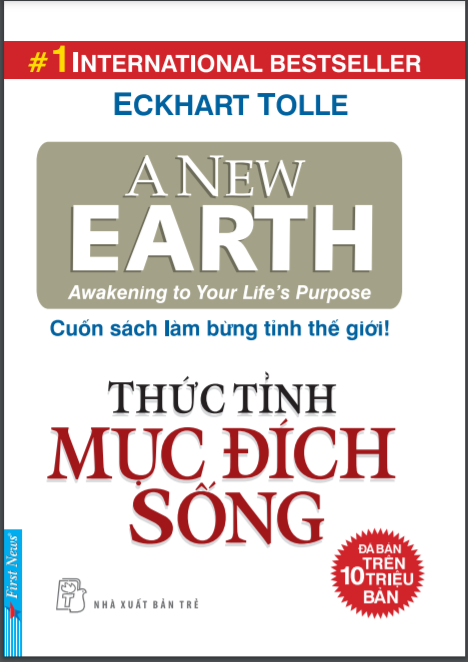 #1 INTERNATIONAL BESTSELLER
ECKHART TOLLE
A NEW
EARTH
Awakening to Your Life's Purpose
Cuốn sách làm bừng tỉnh thế giới!
THỨC TỈNH
MỤC ĐÍCH
SỐNG
ĐÃ BÁN
TRÊN
10 TRIỆU
BẢN
First News®
NHÀ XUẤT BẢN TRẺ